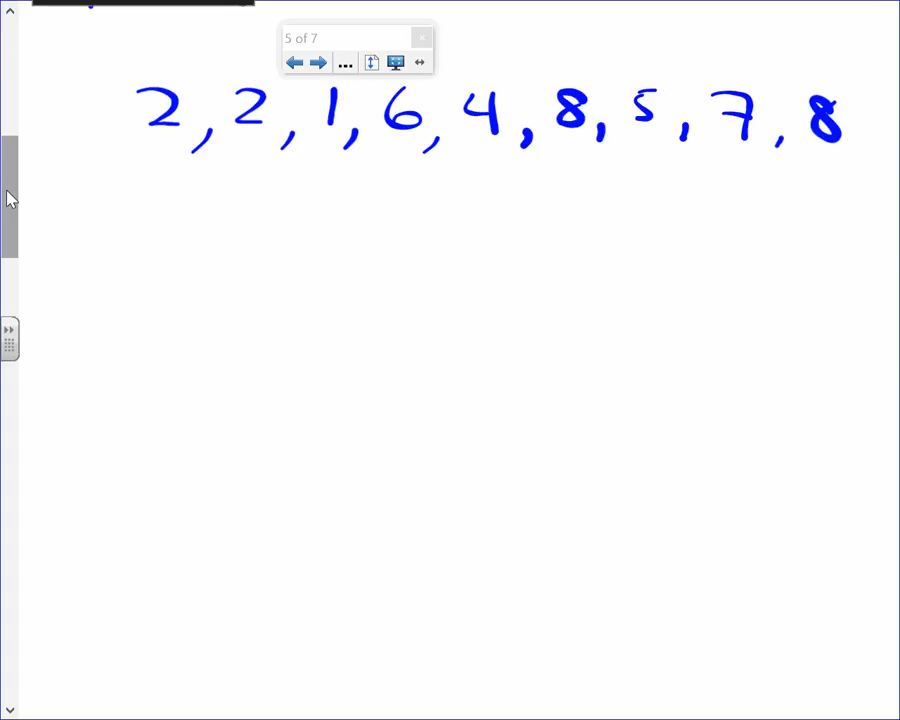 5 of 7
2, 2, 1, 6, 4, 8, 5, 7, 8